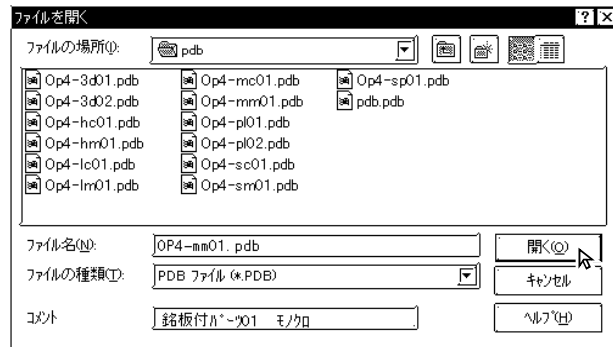 ファイルを開く
ファイルの場所(I):
pdb
Op4-3d01.pdb
Op4-3d02.pdb
Op4-hc01.pdb
Op4-hm01.pdb
Op4-lc01.pdb
Op4-lm01.pdb
Op4-mc01.pdb
Op4-mm01.pdb
Op4-pl01.pdb
Op4-pl02.pdb
Op4-sc01.pdb
Op4-sm01.pdb
Op4-sp01.pdb
pdb.pdb
ファイル名(N):
OP4-mm01. pdb
開く(O)
ファイルの種類(T):
PDB ファイル (*.PDB)
キャンセル
コメント
銘板付パーツ01 モノクロ
ヘルプ(H)